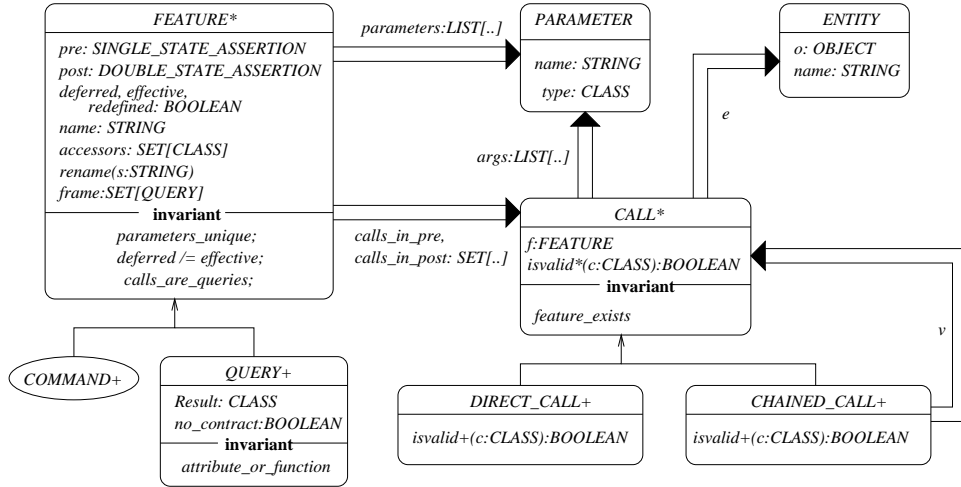 FEATURE*
pre: SINGLE_STATE_ASSERTION
post: DOUBLE_STATE_ASSERTION
deferred, effective,
redefined: BOOLEAN
name: STRING
accessors: SET[CLASS]
rename(s:STRING)
frame:SET[QUERY]
invariant
parameters_unique;
deferred /= effective;
calls_are_queries;
parameters:LIST[..]
PARAMETER
name: STRING
type: CLASS
ENTITY
o: OBJECT
name: STRING
e
args:LIST[..]
calls_in_pre,
calls_in_post: SET[..]
CALL*
f:FEATURE
isvalid*(c:CLASS):BOOLEAN
invariant
feature_exists
v
COMMAND+
QUERY+
Result: CLASS
no_contract:BOOLEAN
invariant
attribute_or_function
DIRECT_CALL+
isvalid+(c:CLASS):BOOLEAN
CHAINED_CALL+
isvalid+(c:CLASS):BOOLEAN